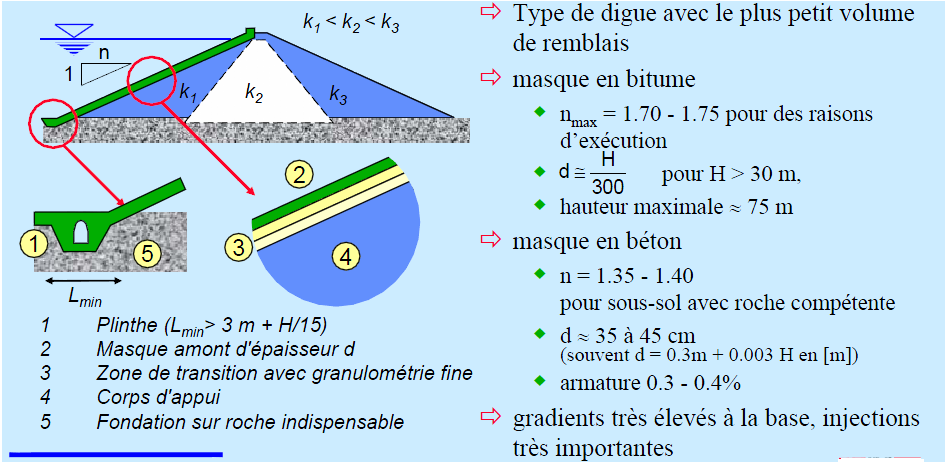 k1 < k2 < k3
n
1
k1
k2
k3
2
3
4
1
5
Lmin
1 Plinthe (Lmin> 3 m + H/15)
2 Masque amont d'épaisseur d
3 Zone de transition avec granulométrie fine
4 Corps d'appui
5 Fondation sur roche indispensable
⇨ Type de digue avec le plus petit volume
de remblais
⇨ masque en bitume
◆ nmax = 1.70 - 1.75 pour des raisons
d’exécution
◆ d ≅ H/300 pour H > 30 m,
◆ hauteur maximale ≈ 75 m
⇨ masque en béton
◆ n = 1.35 - 1.40
pour sous-sol avec roche compétente
◆ d ≈ 35 à 45 cm
(souvent d = 0.3m + 0.003 H en [m])
◆ armature 0.3 - 0.4%
⇨ gradients très élevés à la base, injections
très importantes